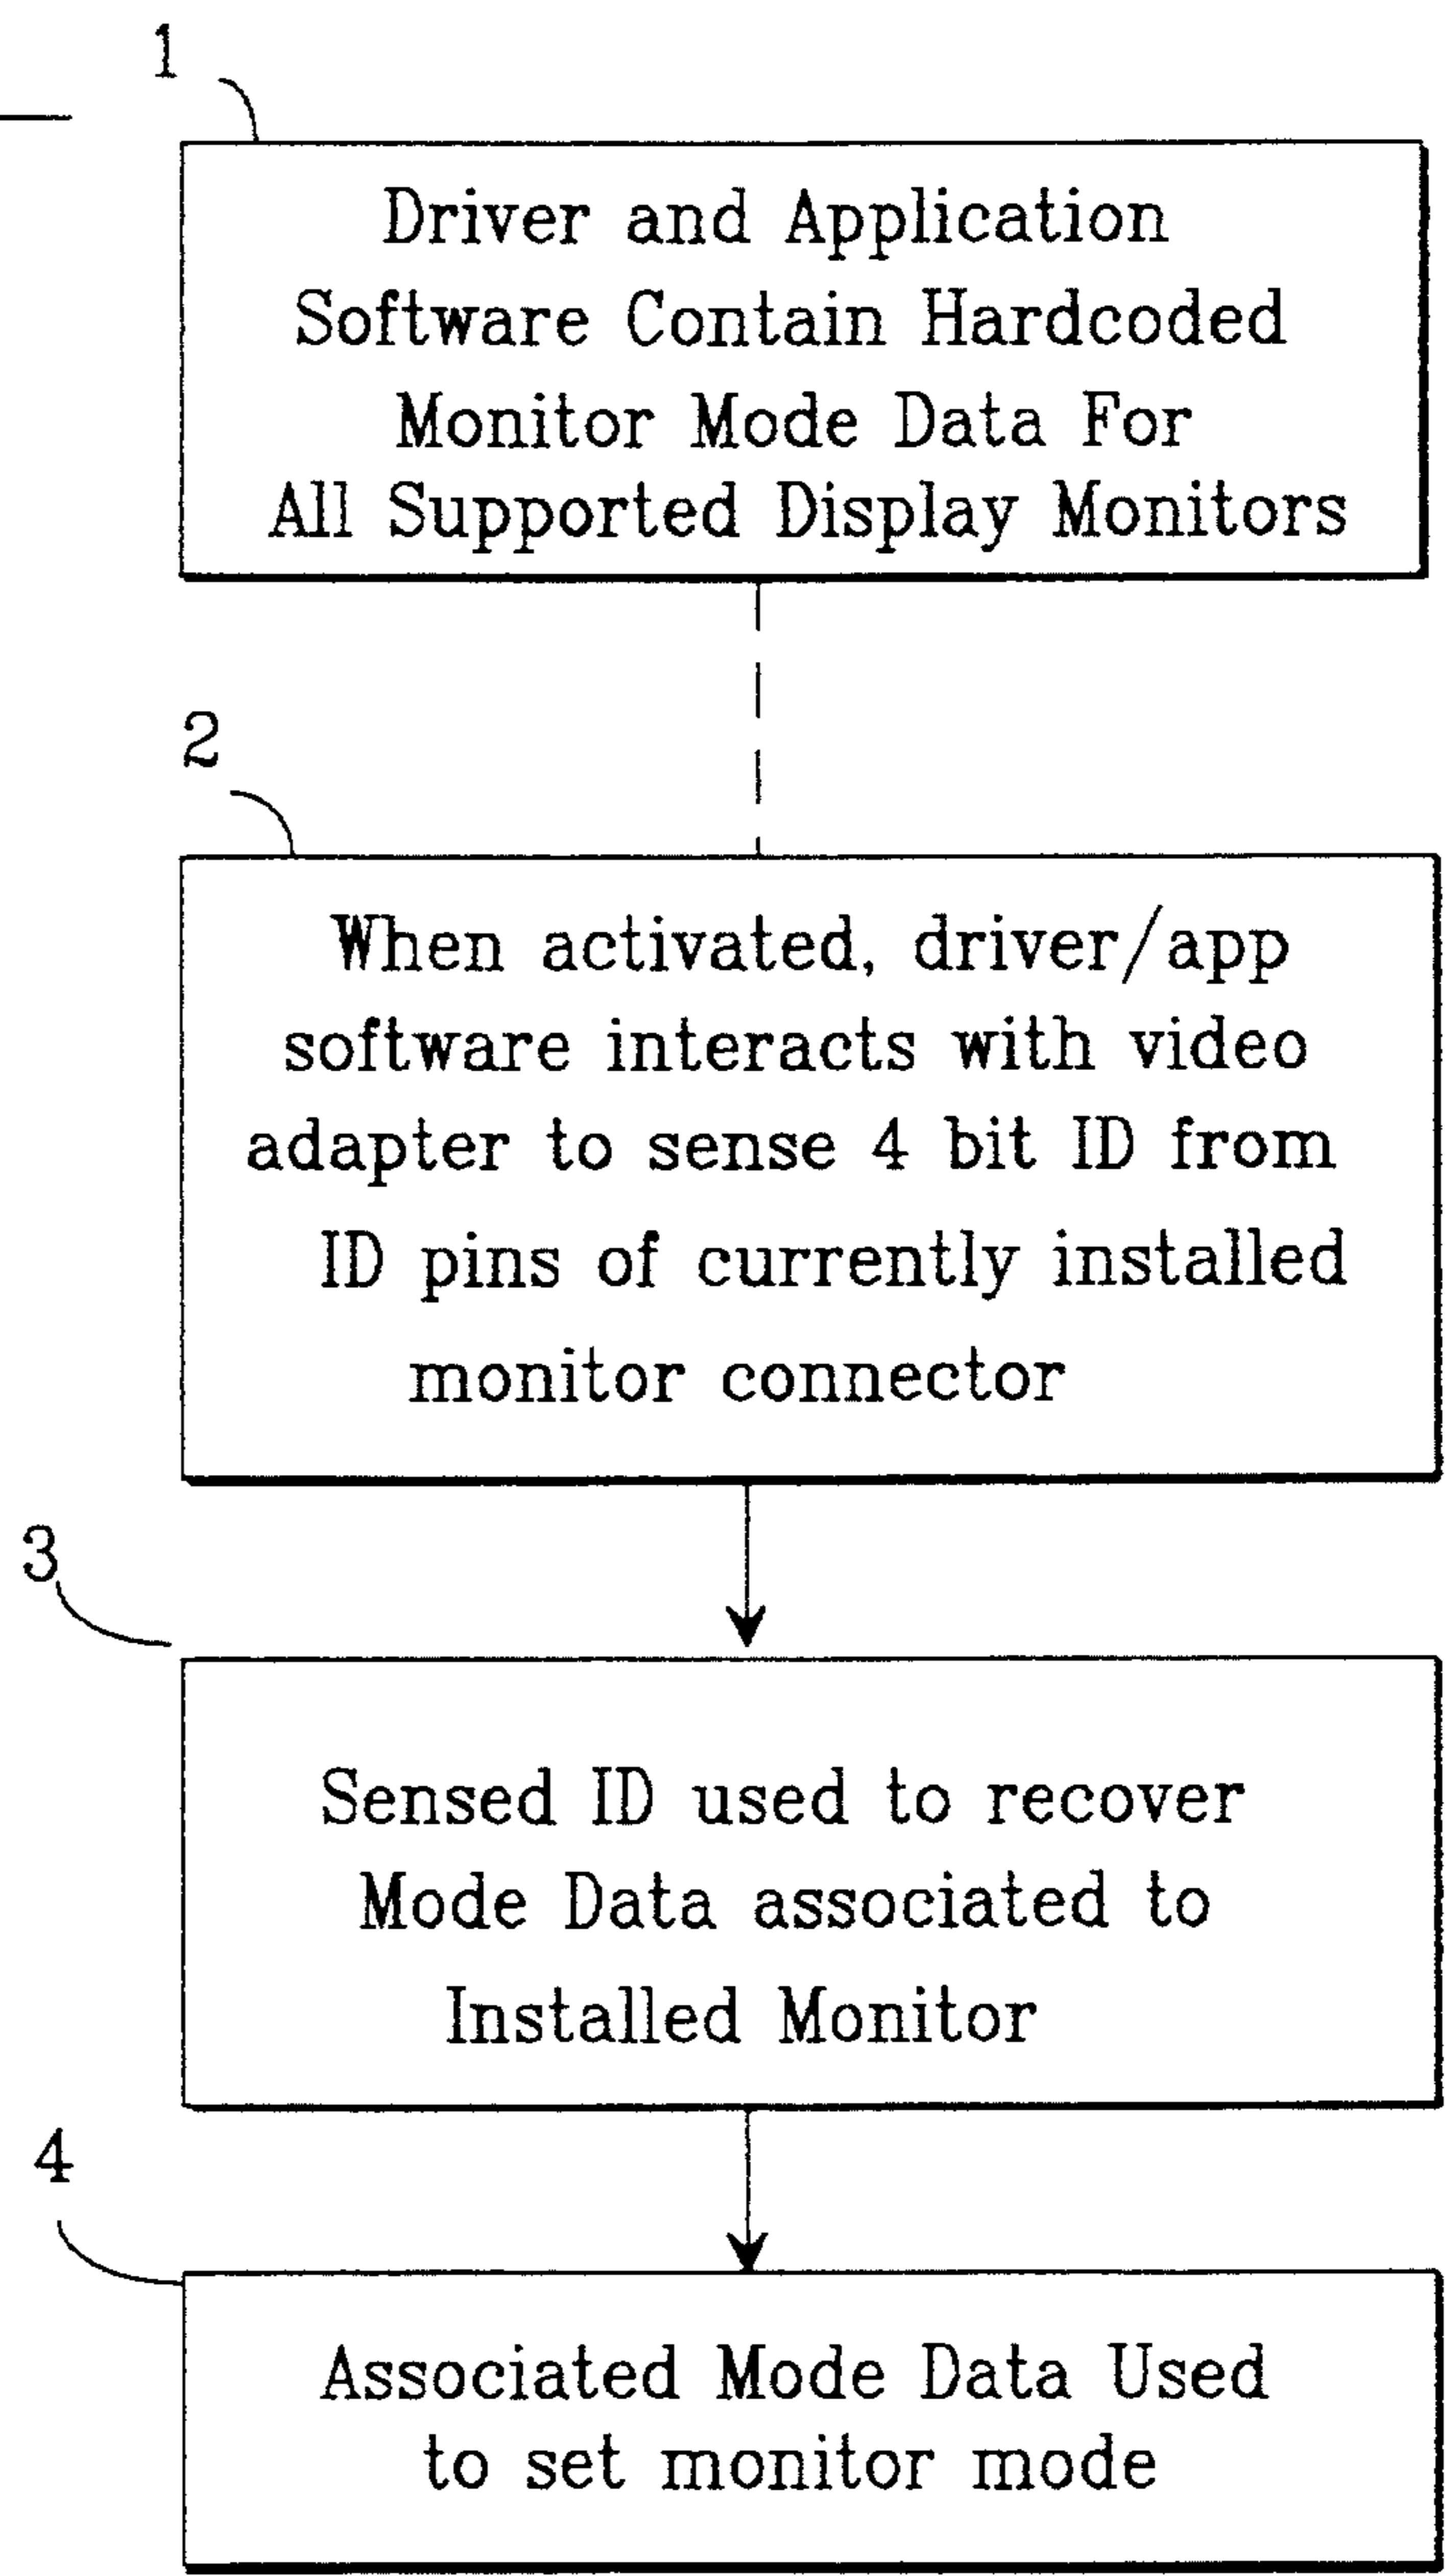 1
Driver and Application
Software Contain Hardcoded
Monitor Mode Data For
All Supported Display Monitors
2
When activated, driver/app
software interacts with video
adapter to sense 4 bit ID from
ID pins of currently installed
monitor connector
3
Sensed ID used to recover
Mode Data associated to
Installed Monitor
4
Associated Mode Data Used
to set monitor mode